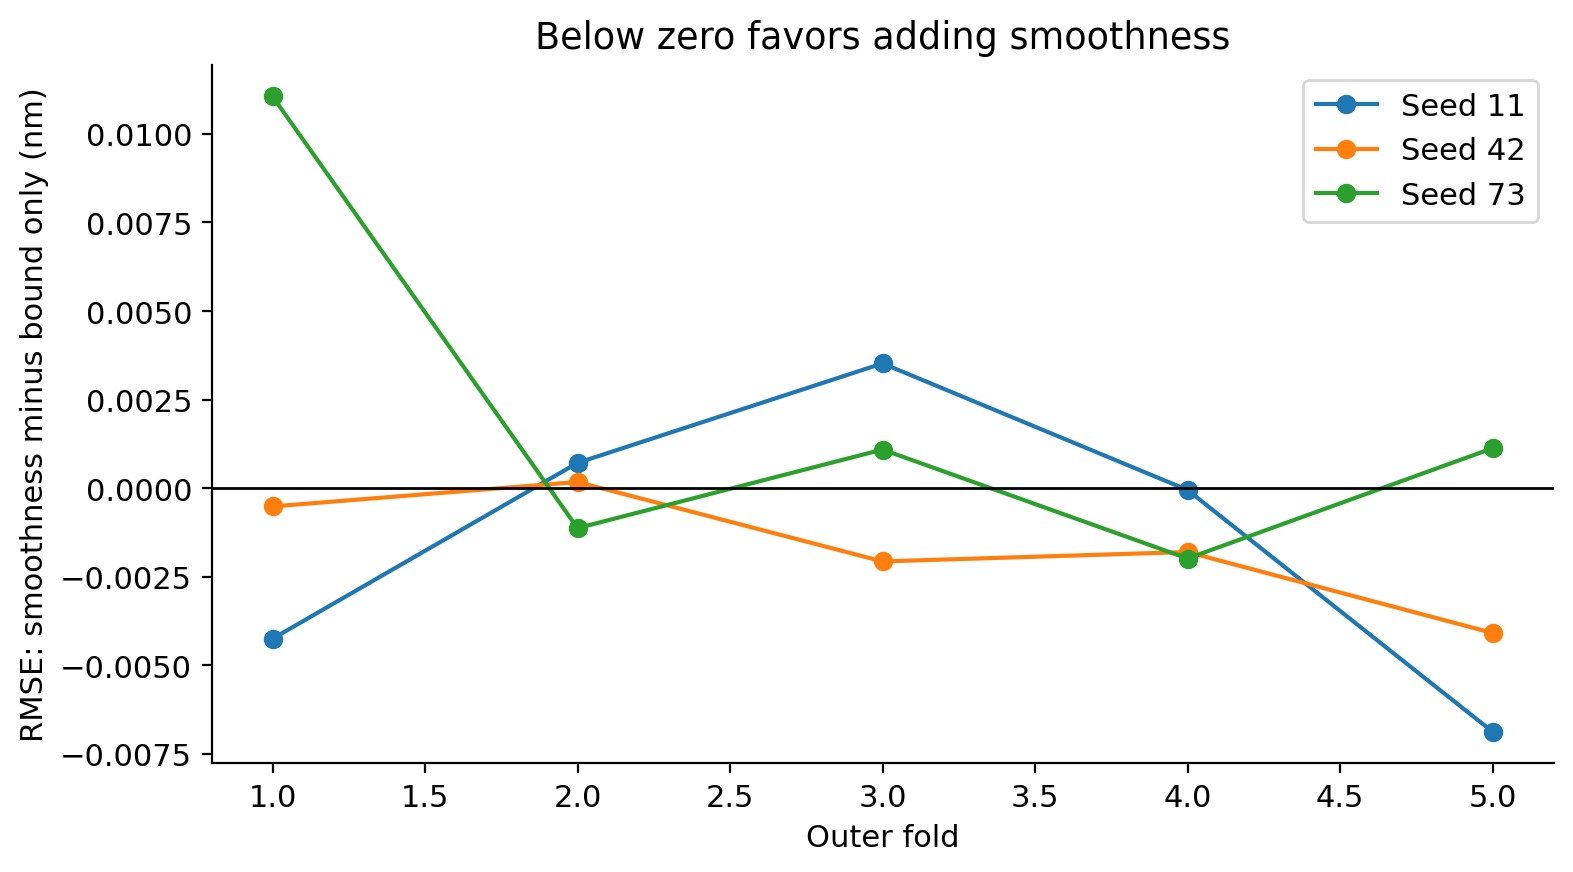 Below zero favors adding smoothness
RMSE: smoothness minus bound only (nm)
0.0100
0.0075
0.0050
0.0025
0.0000
−0.0025
−0.0050
−0.0075
Seed 11
Seed 42
Seed 73
1.0 1.5 2.0 2.5 3.0 3.5 4.0 4.5 5.0
Outer fold